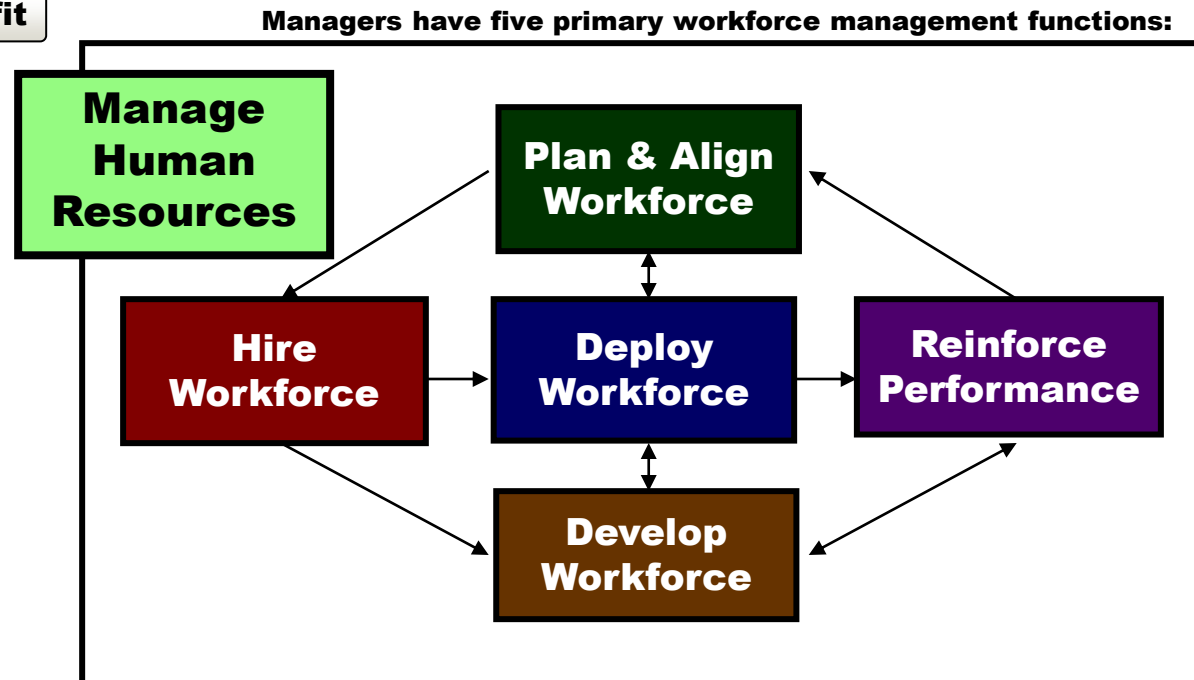 fit
Managers have five primary workforce management functions:
Manage
Human
Resources
Plan & Align
Workforce
Hire
Workforce
Deploy
Workforce
Reinforce
Performance
Develop
Workforce